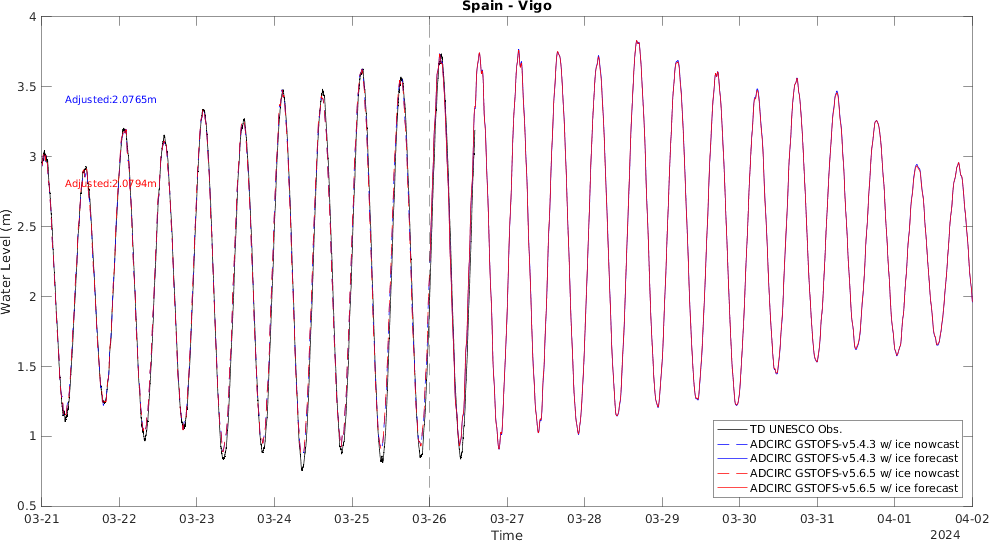 Spain - Vigo
4
3.5
3
2.5
2
1.5
1
0.5
Water Level (m)
Adjusted:2.0765m
Adjusted:2.0794m
TD UNESCO Obs.
ADCIRC GSTOFS-v5.4.3 w/ ice nowcast
ADCIRC GSTOFS-v5.4.3 w/ ice forecast
ADCIRC GSTOFS-v5.6.5 w/ ice nowcast
ADCIRC GSTOFS-v5.6.5 w/ ice forecast
03-21 03-22 03-23 03-24 03-25 03-26 03-27 03-28 03-29 03-30 03-31 04-01 04-02
Time
2024